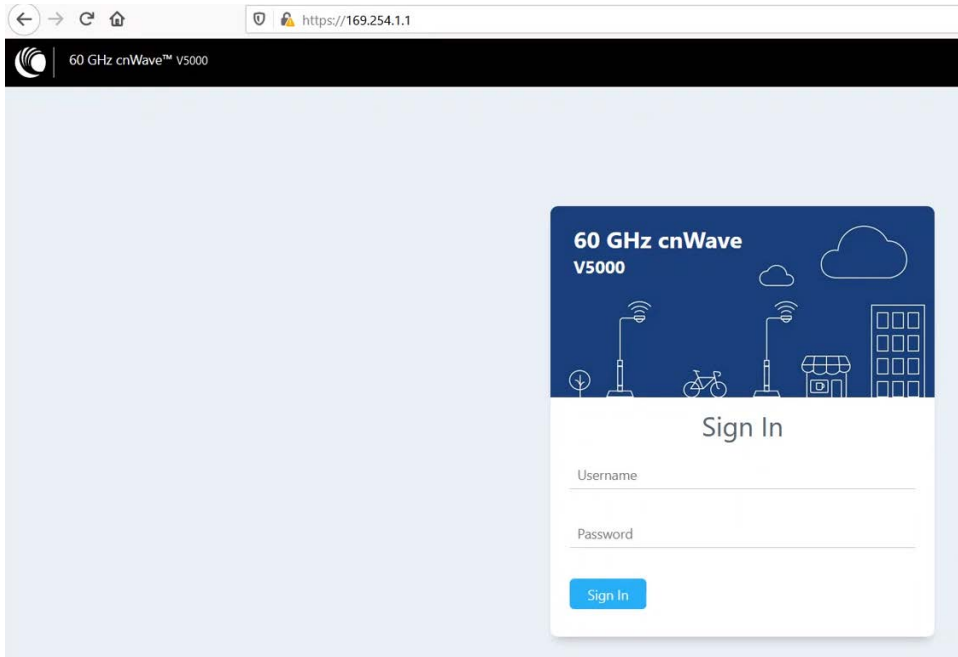 https://169.254.1.1
60 GHz cnWave™ V5000
60 GHz cnWave
V5000
Sign In
Username
Password
Sign In